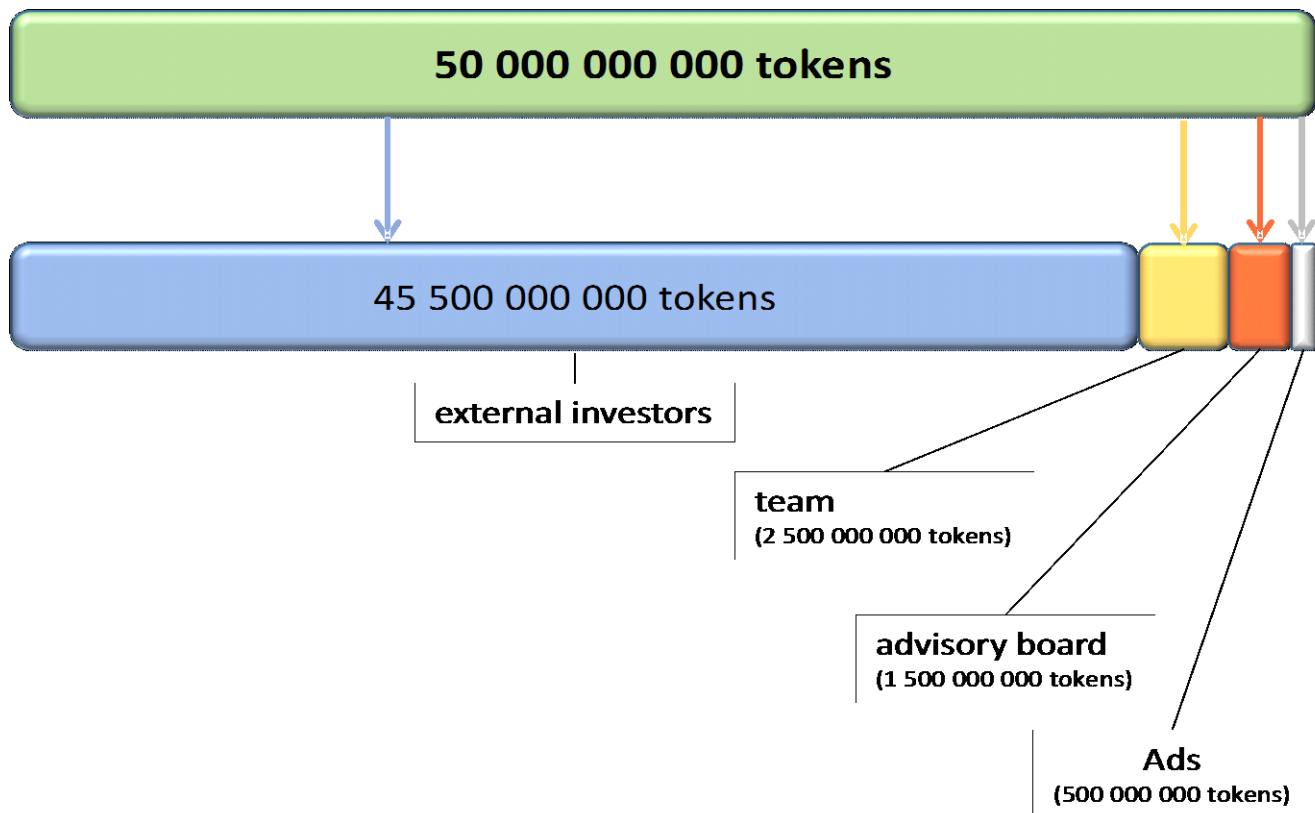 50 000 000 000 tokens
45 500 000 000 tokens
external investors
team
(2 500 000 000 tokens)
advisory board
(1 500 000 000 tokens)
Ads
(500 000 000 tokens)